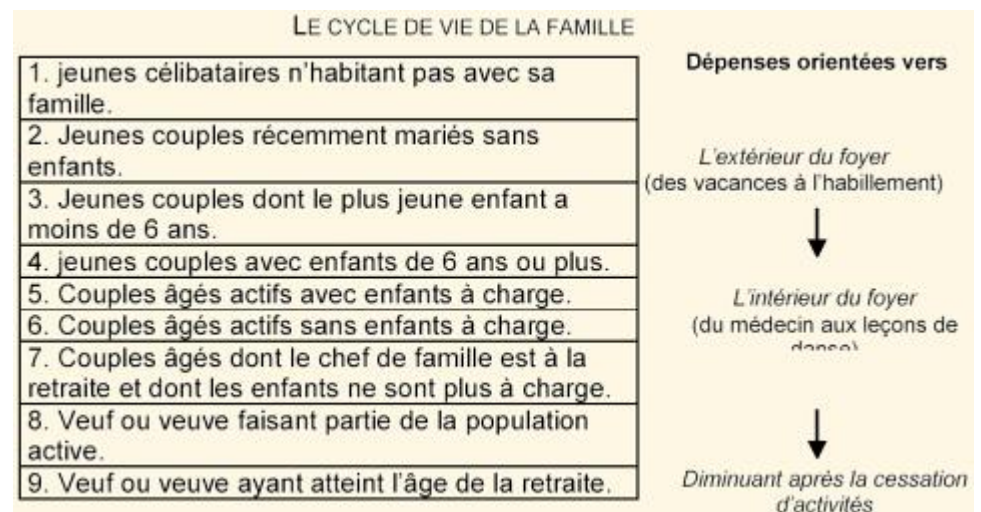 LE CYCLE DE VIE DE LA FAMILLE
1. jeunes célibataires n'habitant pas avec sa
famille.
2. Jeunes couples récemment mariés sans
enfants.
3. Jeunes couples dont le plus jeune enfant a
moins de 6 ans.
4. jeunes couples avec enfants de 6 ans ou plus.
5. Couples âgés actifs avec enfants à charge.
6. Couples âgés actifs sans enfants à charge.
7. Couples âgés dont le chef de famille est à la
retraite et dont les enfants ne sont plus à charge.
8. Veuf ou veuve faisant partie de la population
active.
9. Veuf ou veuve ayant atteint l'âge de la retraite.
Dépenses orientées vers
L'extérieur du foyer
(des vacances à l'habillement)
L'intérieur du foyer
(du médecin aux leçons de
danse)
Diminuant après la cessation
d'activités